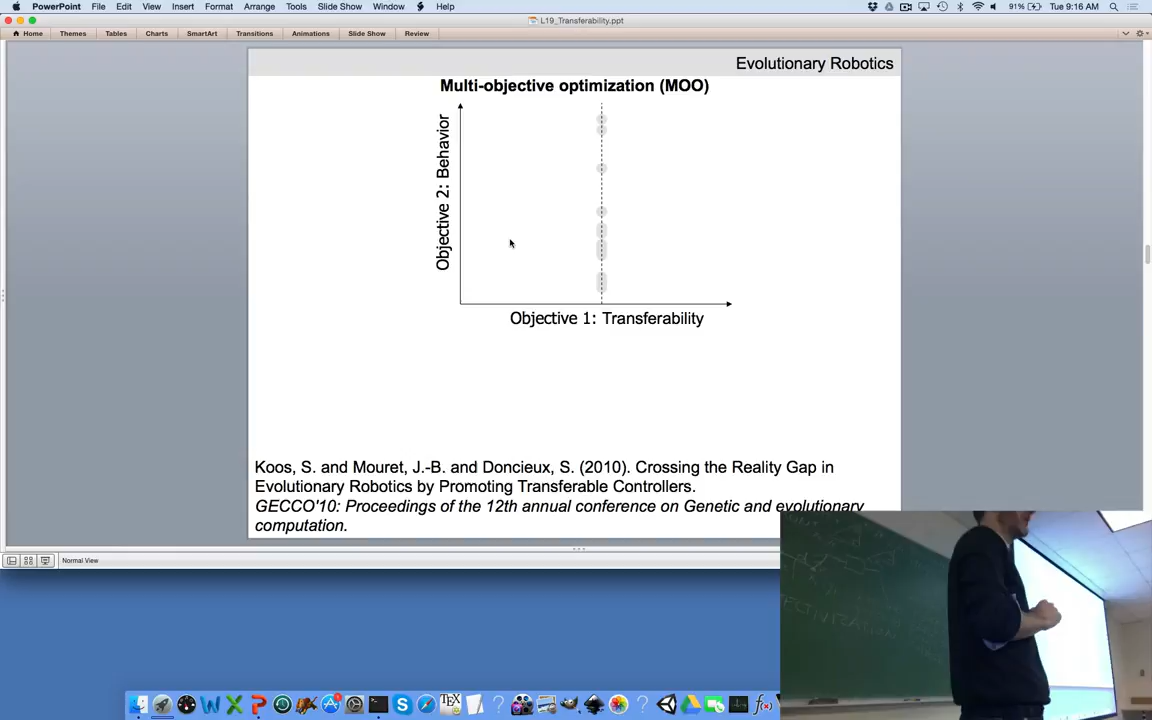 PowerPoint File Edit View Insert Format Arrange Tools Slide Show Window Help 91% Tue 9:16 AM
L19_Transferability.ppt
Home Themes Tables Charts SmartArt Transitions Animations Slide Show Review
Evolutionary Robotics
Multi-objective optimization (MOO)
Objective 2: Behavior
Objective 1: Transferability
Koos, S. and Mouret, J.-B. and Doncieux, S. (2010). Crossing the Reality Gap in
Evolutionary Robotics by Promoting Transferable Controllers.
GECCO'10: Proceedings of the 12th annual conference on Genetic and evolutionary
computation.
Normal View